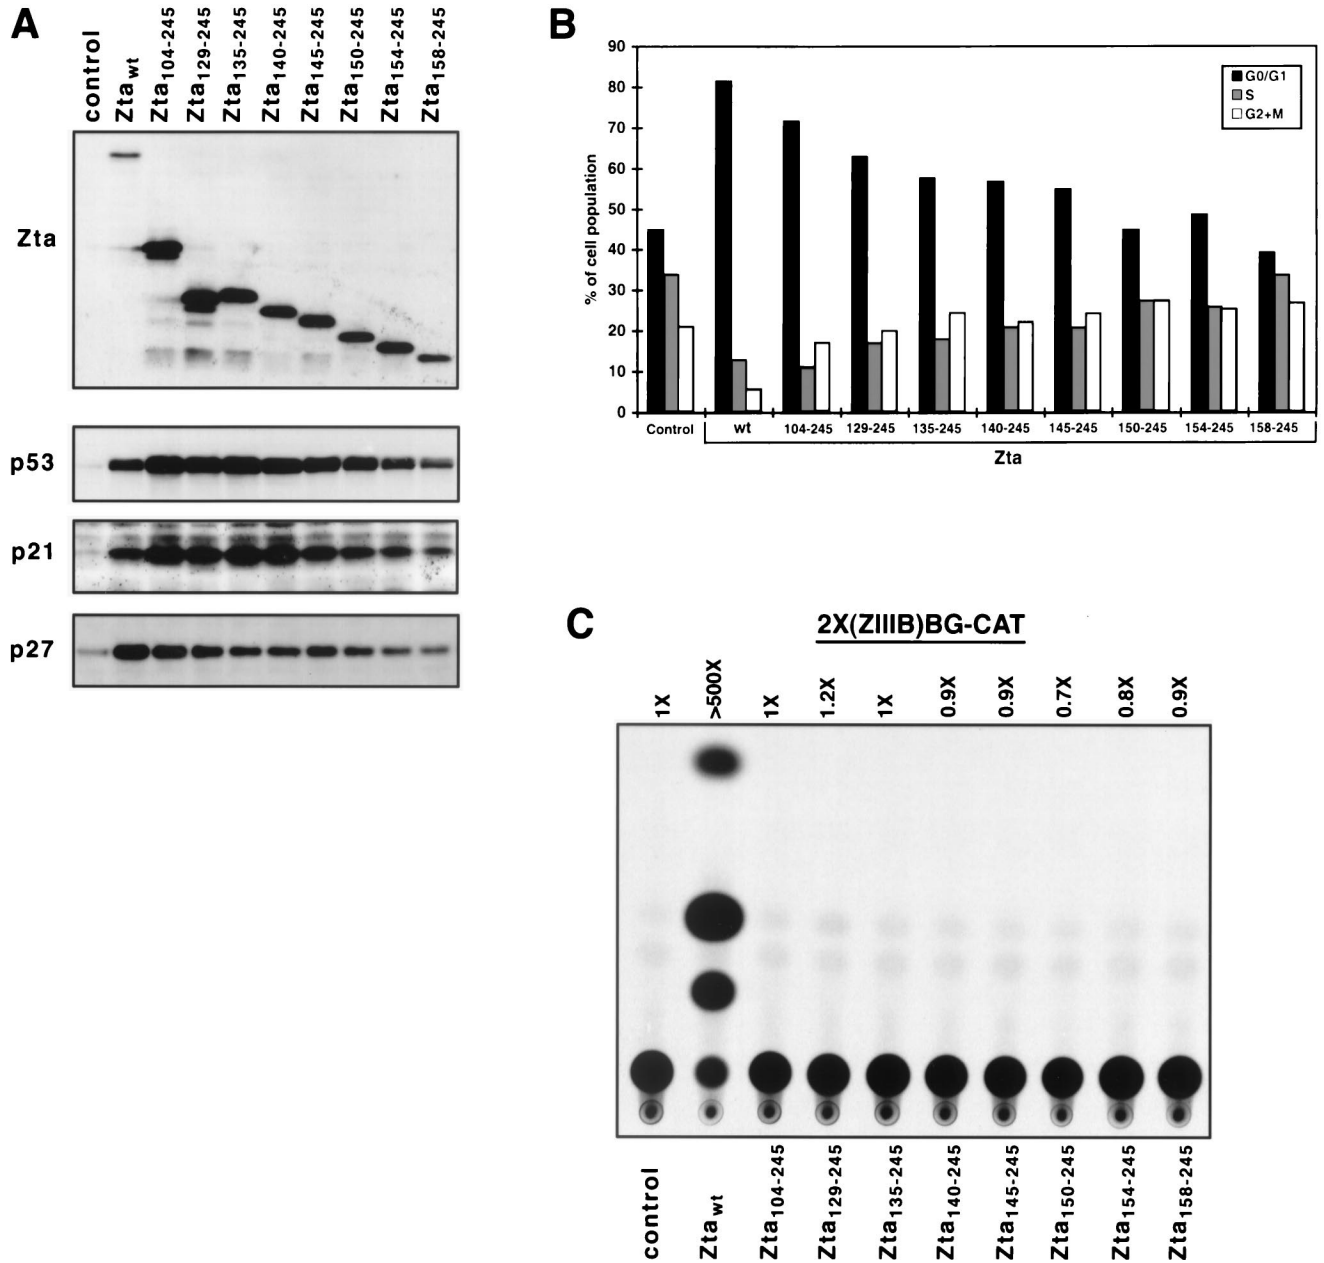 A
control
Ztawt
Zta104-245
Zta129-245
Zta135-245
Zta140-245
Zta145-245
Zta150-245
Zta154-245
Zta158-245
Zta
p53
p21
p27
B
90
80
70
60
50
40
30
20
10
0
% of cell population
G0/G1
S
G2+M
Control wt 104-245 129-245 135-245 140-245 145-245 150-245 154-245 158-245
Zta
C
2X(ZIIIB)BG-CAT
1X
>500X
1X
1.2X
1X
0.9X
0.9X
0.7X
0.8X
0.9X
control
Ztawt
Zta104-245
Zta129-245
Zta135-245
Zta140-245
Zta145-245
Zta150-245
Zta154-245
Zta158-245